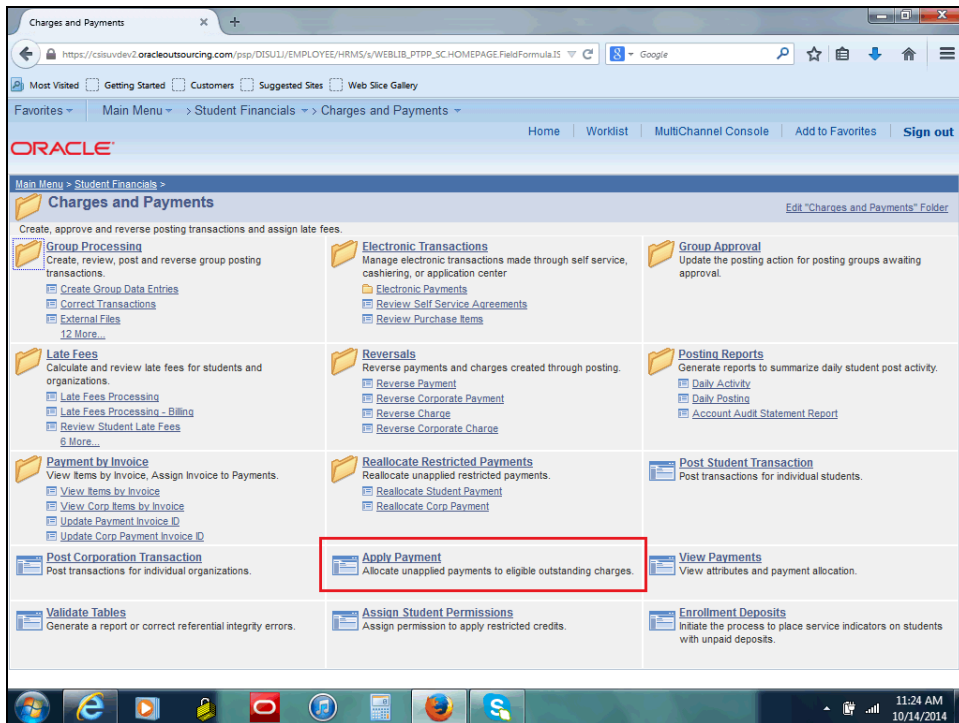 Charges and Payments
https://csisuvdev2.oracleoutsourcing.com/psp/DISU1J/EMPLOYEE/HRMS/s/WEBLIB_PTPP_SC.HOMEPAGE.FieldFormula.IS
8 Google
Most Visited Getting Started Customers Suggested Sites Web Slice Gallery
Favorites Main Menu > Student Financials > Charges and Payments
Home Worklist MultiChannel Console Add to Favorites Sign out
ORACLE
Main Menu > Student Financials >
Charges and Payments
Edit "Charges and Payments" Folder
Create, approve and reverse posting transactions and assign late fees.
Group Processing
Create, review, post and reverse group posting
transactions.
Create Group Data Entries
Correct Transactions
External Files
12 More...
Electronic Transactions
Manage electronic transactions made through self service,
cashiering, or application center
Electronic Payments
Review Self Service Agreements
Review Purchase Items
Group Approval
Update the posting action for posting groups awaiting
approval.
Late Fees
Calculate and review late fees for students and
organizations.
Late Fees Processing
Late Fees Processing - Billing
Review Student Late Fees
6 More...
Reversals
Reverse payments and charges created through posting.
Reverse Payment
Reverse Corporate Payment
Reverse Charge
Reverse Corporate Charge
Posting Reports
Generate reports to summarize daily student post activity.
Daily Activity
Daily Posting
Account Audit Statement Report
Payment by Invoice
View Items by Invoice, Assign Invoice to Payments.
View Items by Invoice
View Corp Items by Invoice
Update Payment Invoice ID
Update Corp Payment Invoice ID
Reallocate Restricted Payments
Reallocate unapplied restricted payments.
Reallocate Student Payment
Reallocate Corp Payment
Post Student Transaction
Post transactions for individual students.
Post Corporation Transaction
Post transactions for individual organizations.
Apply Payment
Allocate unapplied payments to eligible outstanding charges.
View Payments
View attributes and payment allocation.
Validate Tables
Generate a report or correct referential integrity errors.
Assign Student Permissions
Assign permission to apply restricted credits.
Enrollment Deposits
Initiate the process to place service indicators on students
with unpaid deposits.
11:24 AM
10/14/2014